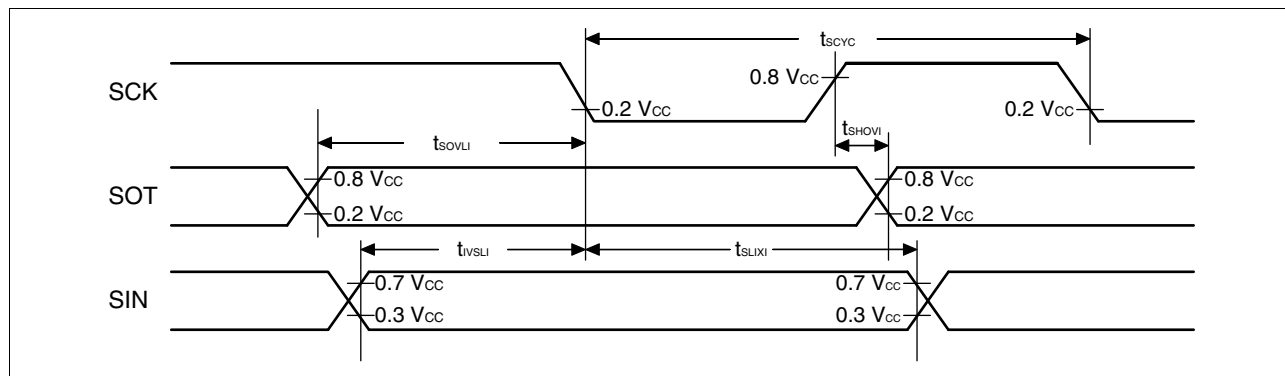 tSCYC
SCK
0.8 VCC
0.2 VCC
0.2 VCC
tSOVLI
tSHOVI
SOT
0.8 VCC
0.8 VCC
0.2 VCC
0.2 VCC
tIVSLI
tSLIXI
SIN
0.7 VCC
0.7 VCC
0.3 VCC
0.3 VCC